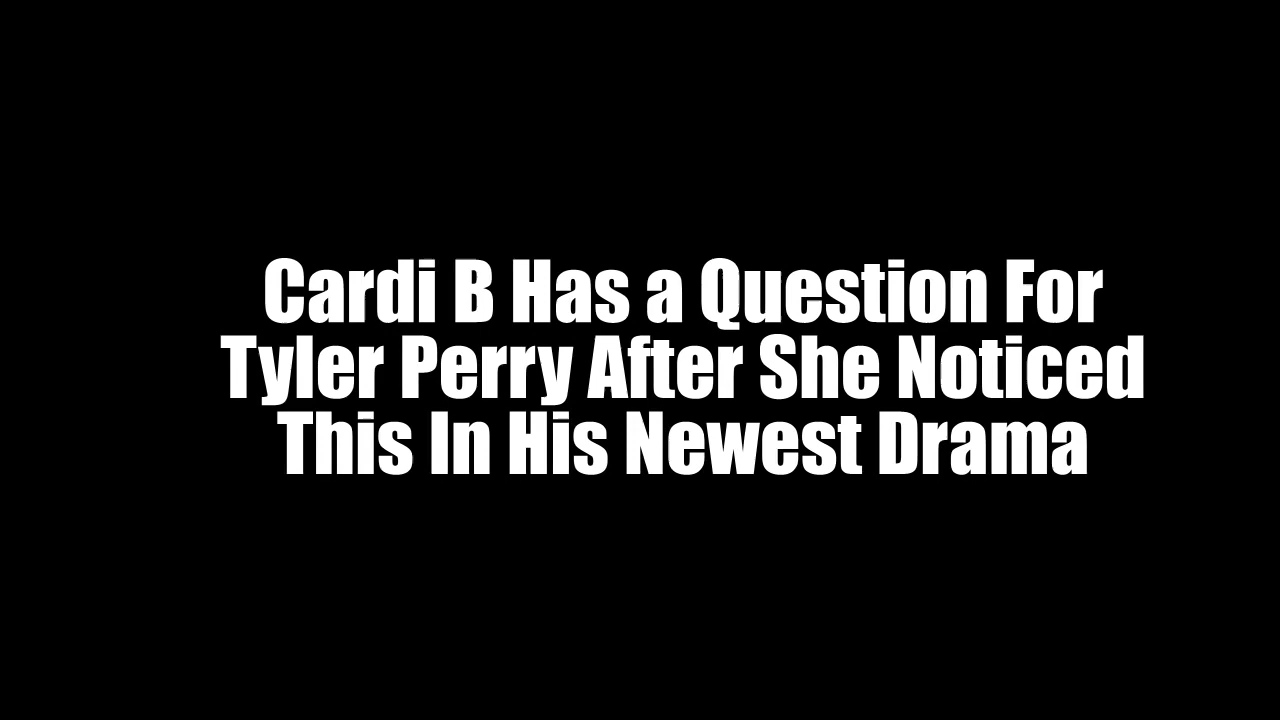 Cardi B Has a Question For
Tyler Perry After She Noticed
This In His Newest Drama